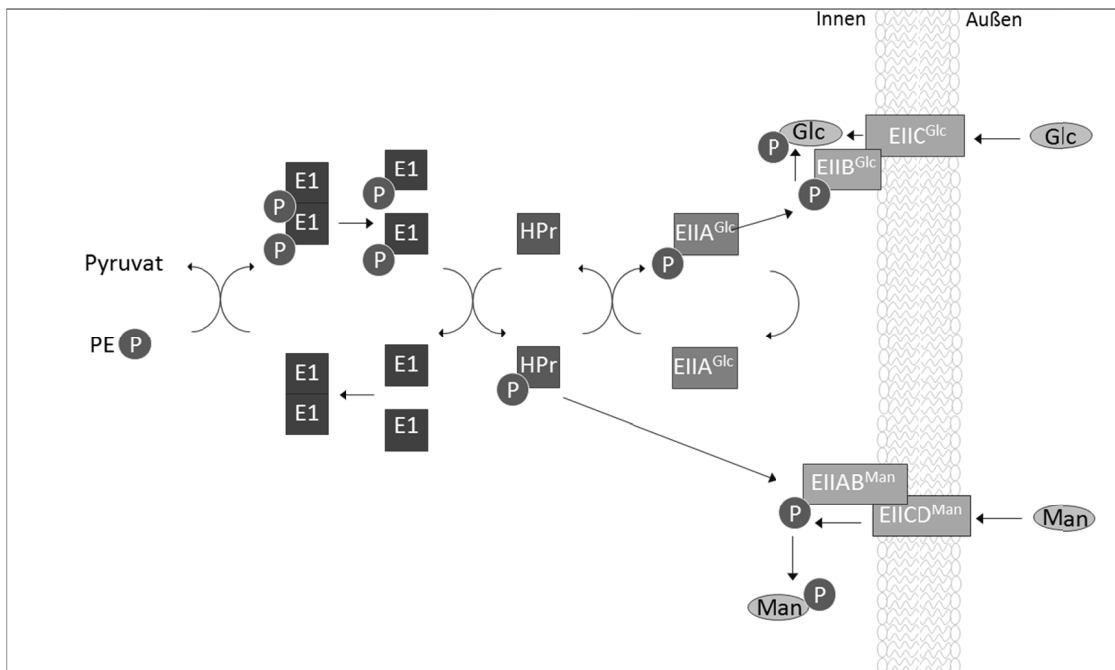 Innen Außen
Glc EIIC^Glc Glc
P EIIB^Glc
P
E1 E1
P E1 P
P E1 HPr EIIA^Glc
P P
Pyruvat
PE P
E1 E1 HPr EIIA^Glc
E1 P
E1
EIIAB^Man
P EIICD^Man Man
Man P